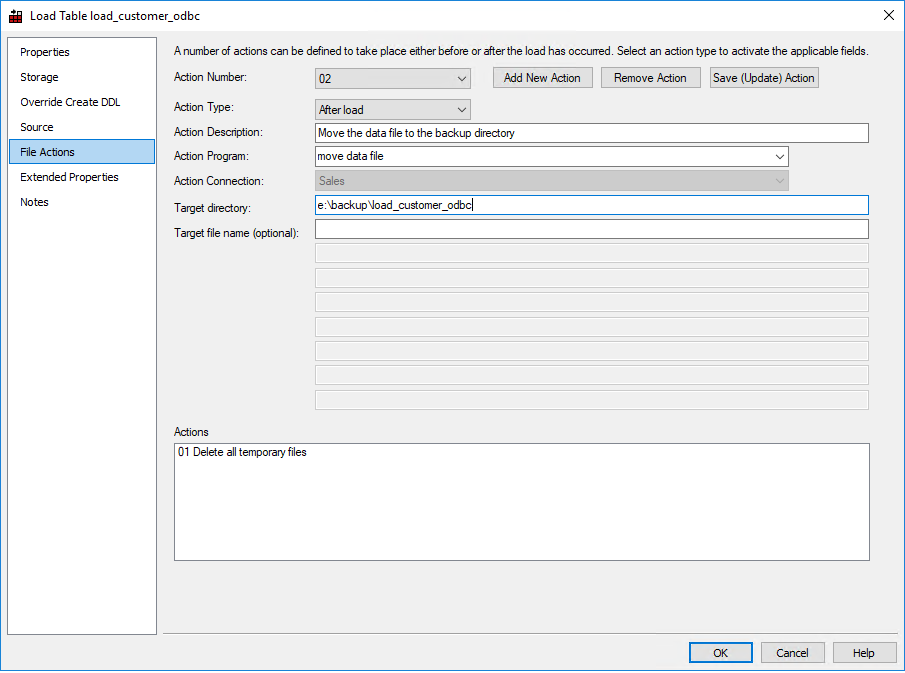 Load Table load_customer_odbc
Properties
Storage
Override Create DDL
Source
File Actions
Extended Properties
Notes
A number of actions can be defined to take place either before or after the load has occurred. Select an action type to activate the applicable fields.
Action Number: 02 Add New Action Remove Action Save (Update) Action
Action Type: After load
Action Description: Move the data file to the backup directory
Action Program: move data file
Action Connection: Sales
Target directory: e:\backup\load_customer_odbc
Target file name (optional):
Actions
01 Delete all temporary files
OK Cancel Help